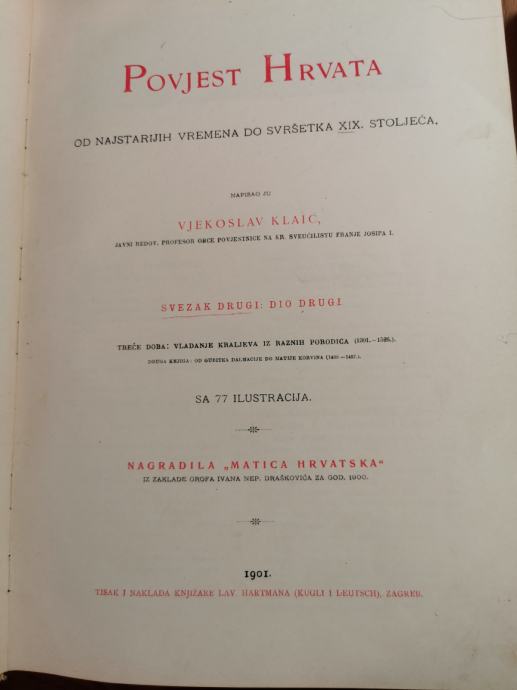 POVJEST HRVATA
OD NAJSTARIJIH VREMENA DO SVRŠETKA XIX. STOLJEĆA.
NAPISAO JU
VJEKOSLAV KLAIĆ,
JAVNI REDOV. PROFESOR OBĆE POVJESTNICE NA KR. SVEUČILIŠTU FRANJE JOSIPA I.
SVEZAK DRUGI: DIO DRUGI
TREĆE DOBA: VLADANJE KRALJEVA IZ RAZNIH PORODICA (1301.–1526.).
DRUGA KNJIGA: OD GUBITKA DALMACIJE DO MATIJE KORVINA (1409–1457.).
SA 77 ILUSTRACIJA.
NAGRADILA „MATICA HRVATSKA“
IZ ZAKLADE GROFA IVANA NEP. DRAŠKOVIĆA ZA GOD. 1900.
1901.
TISAK I NAKLADA KNJIŽARE LAV. HARTMANA (KUGLI I DEUTSCH), ZAGREB.